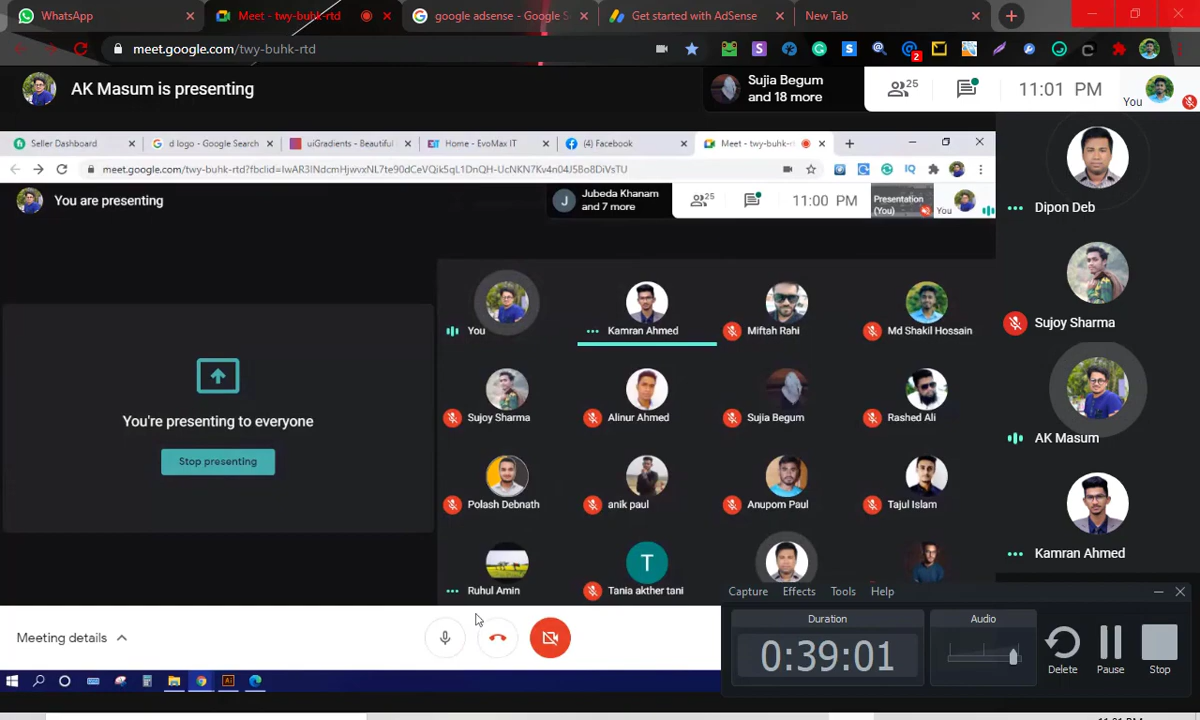 WhatsApp
Meet - twy-buhk-rtd
google adsense - Google S
Get started with AdSense
New Tab
meet.google.com/twy-buhk-rtd
2
AK Masum is presenting
Sujia Begum
and 18 more
25
11:01 PM
You
Seller Dashboard
d logo - Google Search
uiGradients - Beautiful
Home - EvoMax IT
(4) Facebook
Meet - twy-buhk-r
meet.google.com/twy-buhk-rtd?fbclid=IwAR3lNdcmHjwvxNL7te90dCeVQik5qL1DnQH-UcNKN7Kv4n04J58o8DiVsTU
You are presenting
Jubeda Khanam
and 7 more
25
11:00 PM
Presentation
(You)
You
Dipon Deb
Sujoy Sharma
AK Masum
Kamran Ahmed
You
Kamran Ahmed
Miftah Rahi
Md Shakil Hossain
You're presenting to everyone
Stop presenting
Sujoy Sharma
Alinur Ahmed
Sujia Begum
Rashed Ali
Polash Debnath
anik paul
Anupom Paul
Tajul Islam
Ruhul Amin
T
Tania akther tani
Capture
Effects
Tools
Help
Duration
0:39:01
Audio
Delete
Pause
Stop
Meeting details